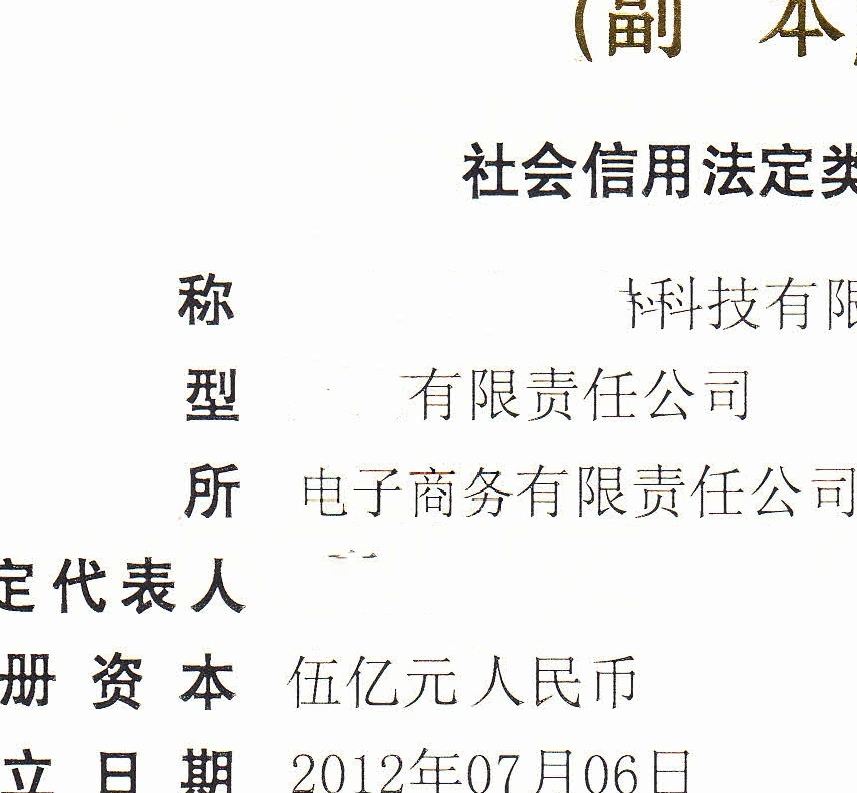 (副 本
社会信用法定类
称 科技有限
型 有限责任公司
所 电子商务有限责任公司
定代表人
册 资 本 伍亿元人民币
立 日 期 2012年07月06日